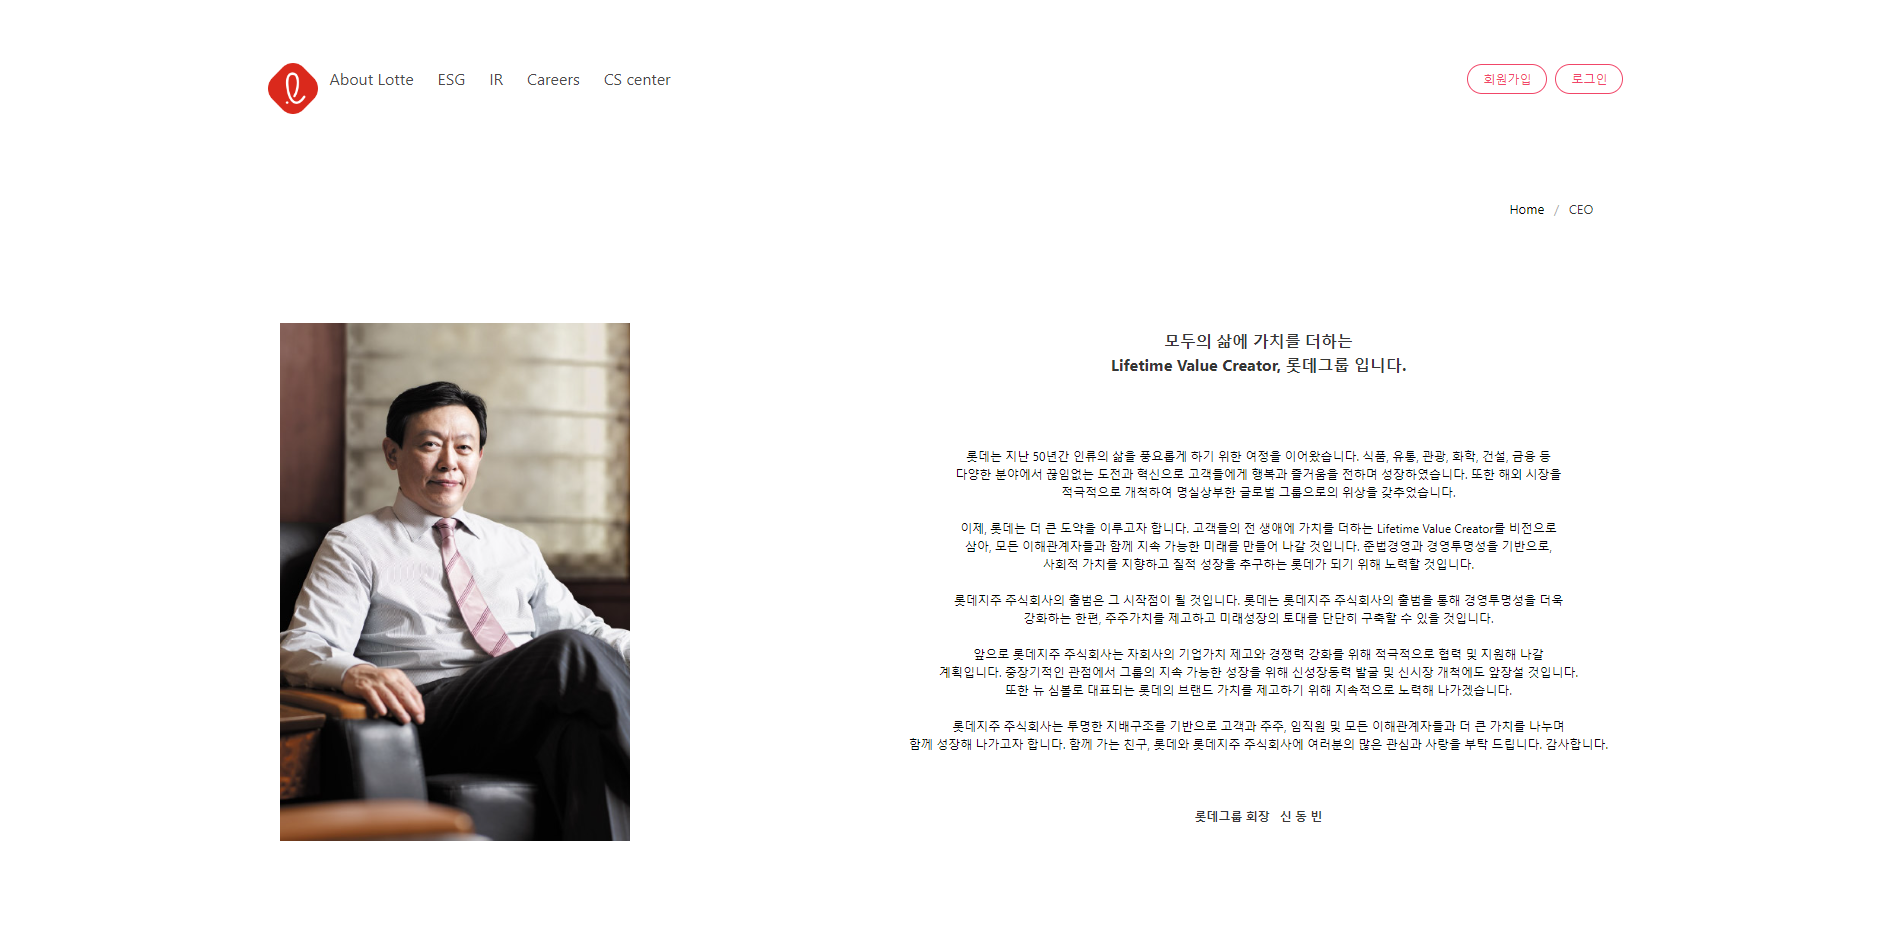 About Lotte ESG IR Careers CS center 회원가입 로그인
Home / CEO
모두의 삶에 가치를 더하는
Lifetime Value Creator, 롯데그룹 입니다.
롯데는 지난 50년간 인류의 삶을 풍요롭게 하기 위한 여정을 이어왔습니다. 식품, 유통, 관광, 화학, 건설, 금융 등
다양한 분야에서 끊임없는 도전과 혁신으로 고객들에게 행복과 즐거움을 전하며 성장하였습니다. 또한 해외 시장을
적극적으로 개척하여 명실상부한 글로벌 그룹으로의 위상을 갖추었습니다.
이제, 롯데는 더 큰 도약을 이루고자 합니다. 고객들의 전 생애에 가치를 더하는 Lifetime Value Creator를 비전으로
삼아, 모든 이해관계자들과 함께 지속 가능한 미래를 만들어 나갈 것입니다. 준법경영과 경영투명성을 기반으로,
사회적 가치를 지향하고 질적 성장을 추구하는 롯데가 되기 위해 노력할 것입니다.
롯데지주 주식회사의 출범은 그 시작점이 될 것입니다. 롯데는 롯데지주 주식회사의 출범을 통해 경영투명성을 더욱
강화하는 한편, 주주가치를 제고하고 미래성장의 토대를 단단히 구축할 수 있을 것입니다.
앞으로 롯데지주 주식회사는 자회사의 기업가치 제고와 경쟁력 강화를 위해 적극적으로 협력 및 지원해 나갈
계획입니다. 중장기적인 관점에서 그룹의 지속 가능한 성장을 위해 신성장동력 발굴 및 신시장 개척에도 앞장설 것입니다.
또한 뉴 심볼로 대표되는 롯데의 브랜드 가치를 제고하기 위해 지속적으로 노력해 나가겠습니다.
롯데지주 주식회사는 투명한 지배구조를 기반으로 고객과 주주, 임직원 및 모든 이해관계자들과 더 큰 가치를 나누며
함께 성장해 나가고자 합니다. 함께 가는 친구, 롯데와 롯데지주 주식회사에 여러분의 많은 관심과 사랑을 부탁 드립니다. 감사합니다.
롯데그룹 회장 신 동 빈